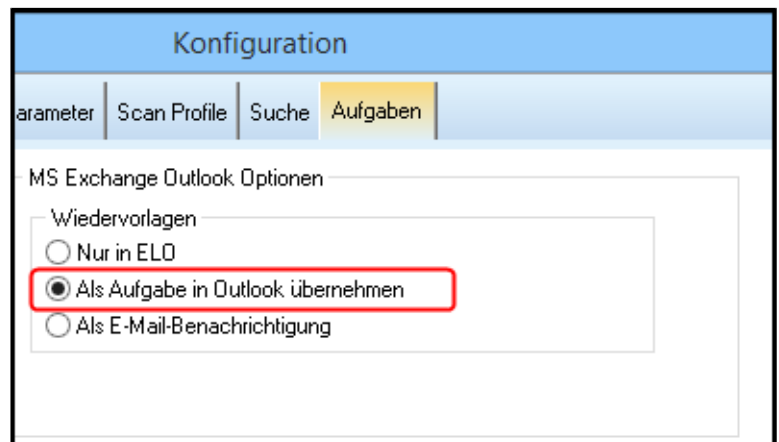 Konfiguration
arameter Scan Profile Suche Aufgaben
MS Exchange Outlook Optionen
Wiedervorlagen
Nur in ELO
Als Aufgabe in Outlook übernehmen
Als E-Mail-Benachrichtigung